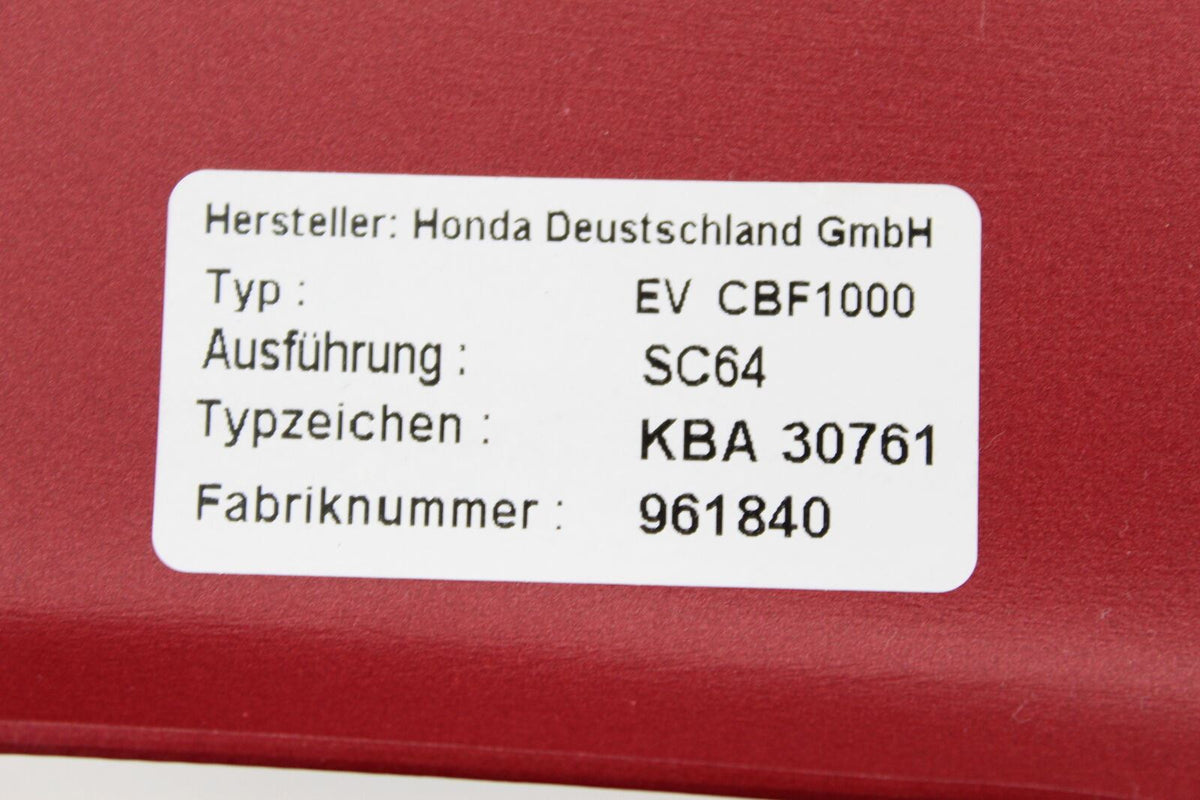 Hersteller: Honda Deustschland GmbH
Typ : EV CBF1000
Ausführung : SC64
Typzeichen : KBA 30761
Fabriknummer : 961840